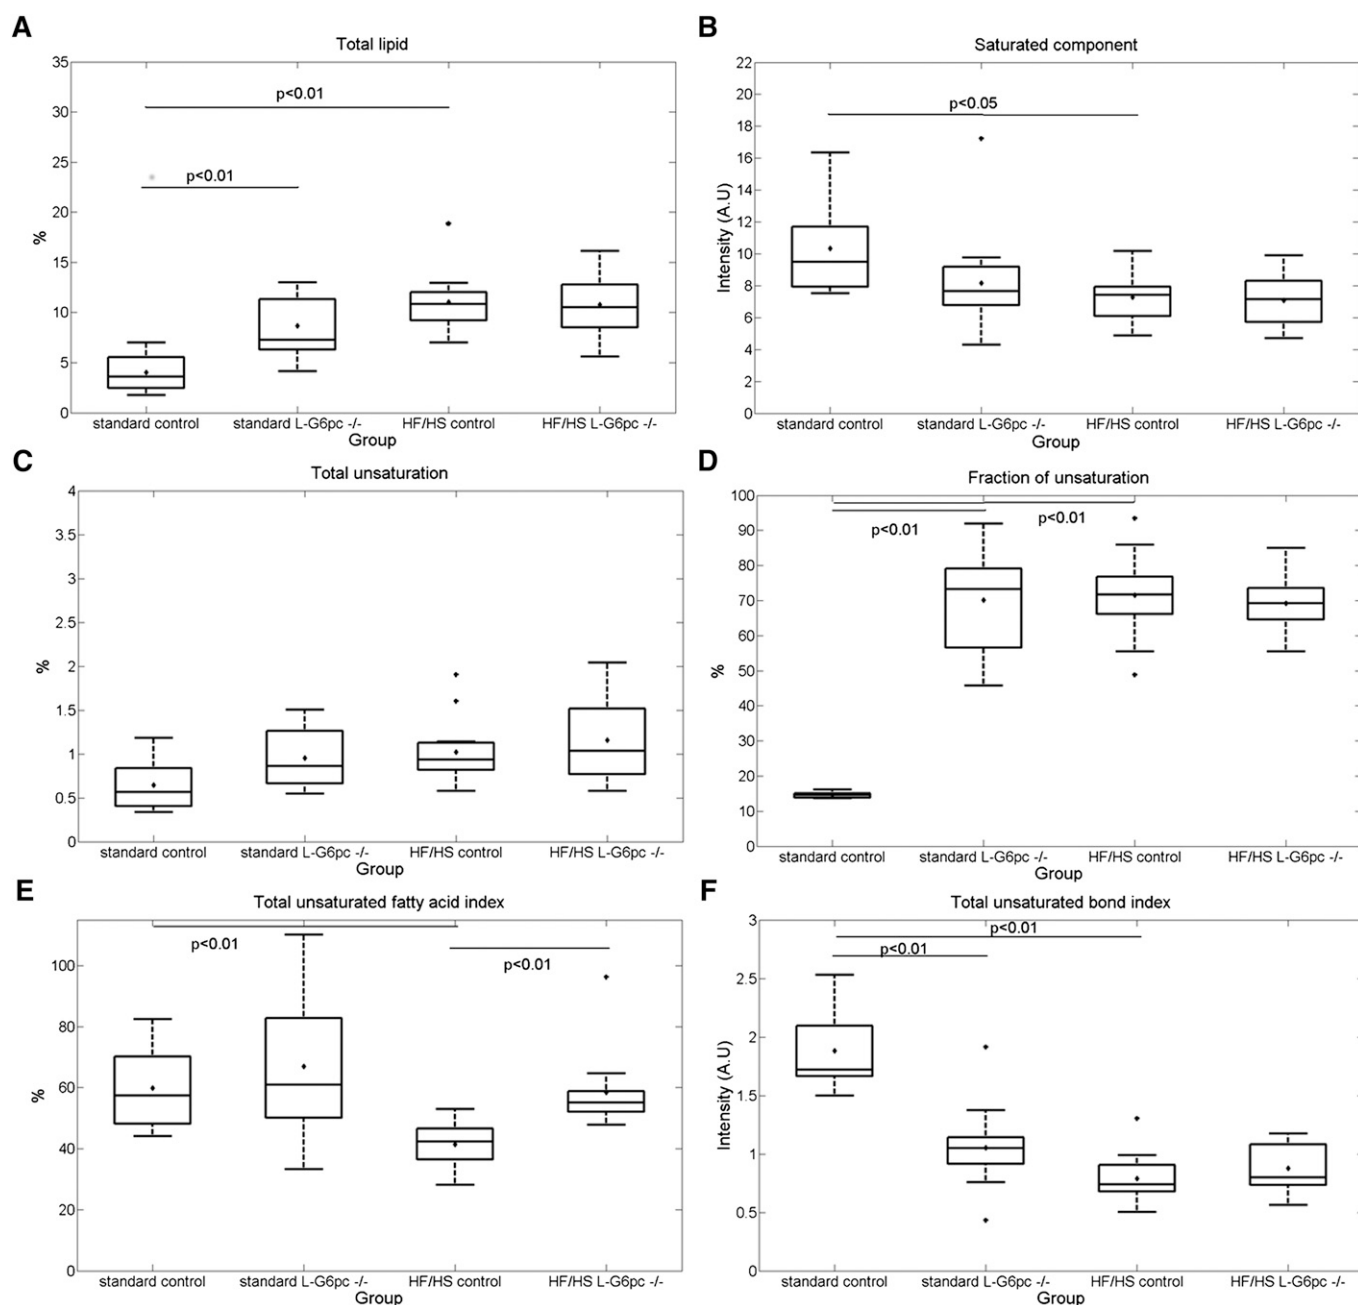 A
Total lipid
35
30
25
20
15
10
5
0
%
p<0.01
p<0.01
standard control standard L-G6pc -/- HF/HS control HF/HS L-G6pc -/-
Group
B
Saturated component
22
20
18
16
14
12
10
8
6
4
2
0
Intensity (A.U)
p<0.05
standard control standard L-G6pc -/- HF/HS control HF/HS L-G6pc -/-
Group
C
Total unsaturation
4
3.5
3
2.5
2
1.5
1
0.5
0
%
standard control standard L-G6pc -/- HF/HS control HF/HS L-G6pc -/-
Group
D
Fraction of unsaturation
100
90
80
70
60
50
40
30
20
10
0
%
p<0.01 p<0.01
standard control standard L-G6pc -/- HF/HS control HF/HS L-G6pc -/-
Group
E
Total unsaturated fatty acid index
100
80
60
40
20
0
%
p<0.01
p<0.01
standard control standard L-G6pc -/- HF/HS control HF/HS L-G6pc -/-
Group
F
Total unsaturated bond index
3
2.5
2
1.5
1
0.5
0
Intensity (A.U)
p<0.01
p<0.01
standard control standard L-G6pc -/- HF/HS control HF/HS L-G6pc -/-
Group